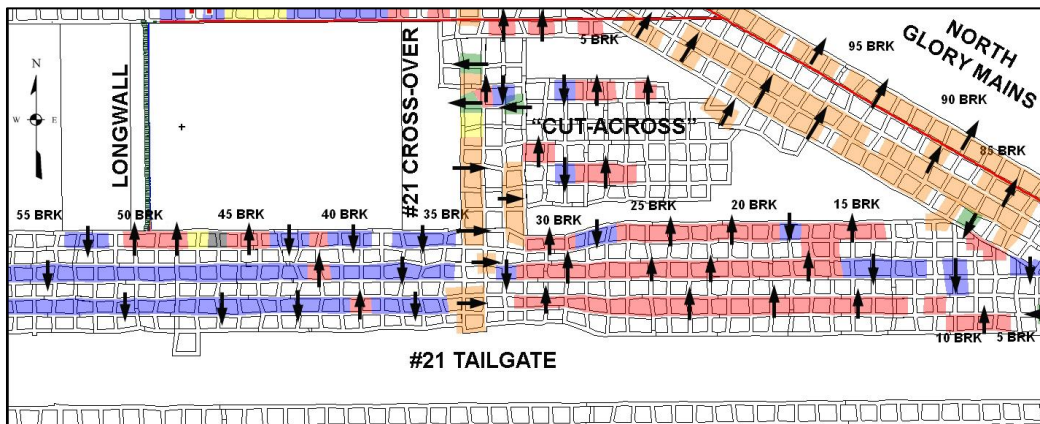 NORTH
GLORY MAINS
95 BRK
90 BRK
85 BRK
5 BRK
N
W
E
LONGWALL
#21 CROSS-OVER
"CUT-ACROSS"
55 BRK
50 BRK
45 BRK
40 BRK
35 BRK
30 BRK
25 BRK
20 BRK
15 BRK
10 BRK
5 BRK
#21 TAILGATE